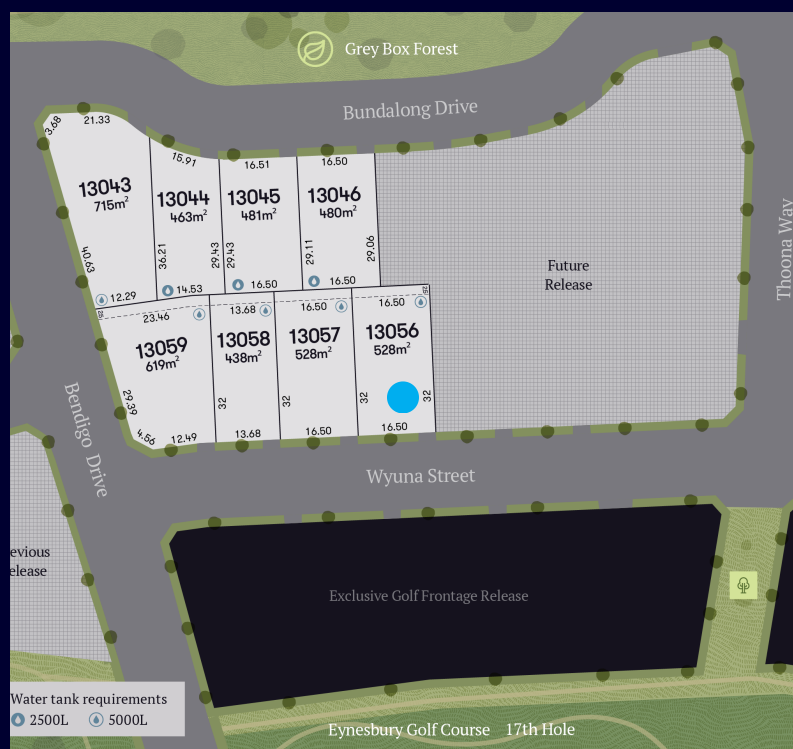 Grey Box Forest
Bundalong Drive
Thoona Way
3.68
21.33
15.91
16.51
16.50
13043
715m²
13044
463m²
13045
481m²
13046
480m²
40.63
36.21
29.43
29.43
29.11
29.06
12.29
14.53
16.50
16.50
Future
Release
23.46
13.68
16.50
16.50
13059
619m²
13058
438m²
13057
528m²
13056
528m²
29.39
32
32
32
32
4.56
12.49
13.68
16.50
16.50
Bendigo Drive
Wyuna Street
evious
elease
Exclusive Golf Frontage Release
Water tank requirements
2500L 5000L
Eynesbury Golf Course 17th Hole